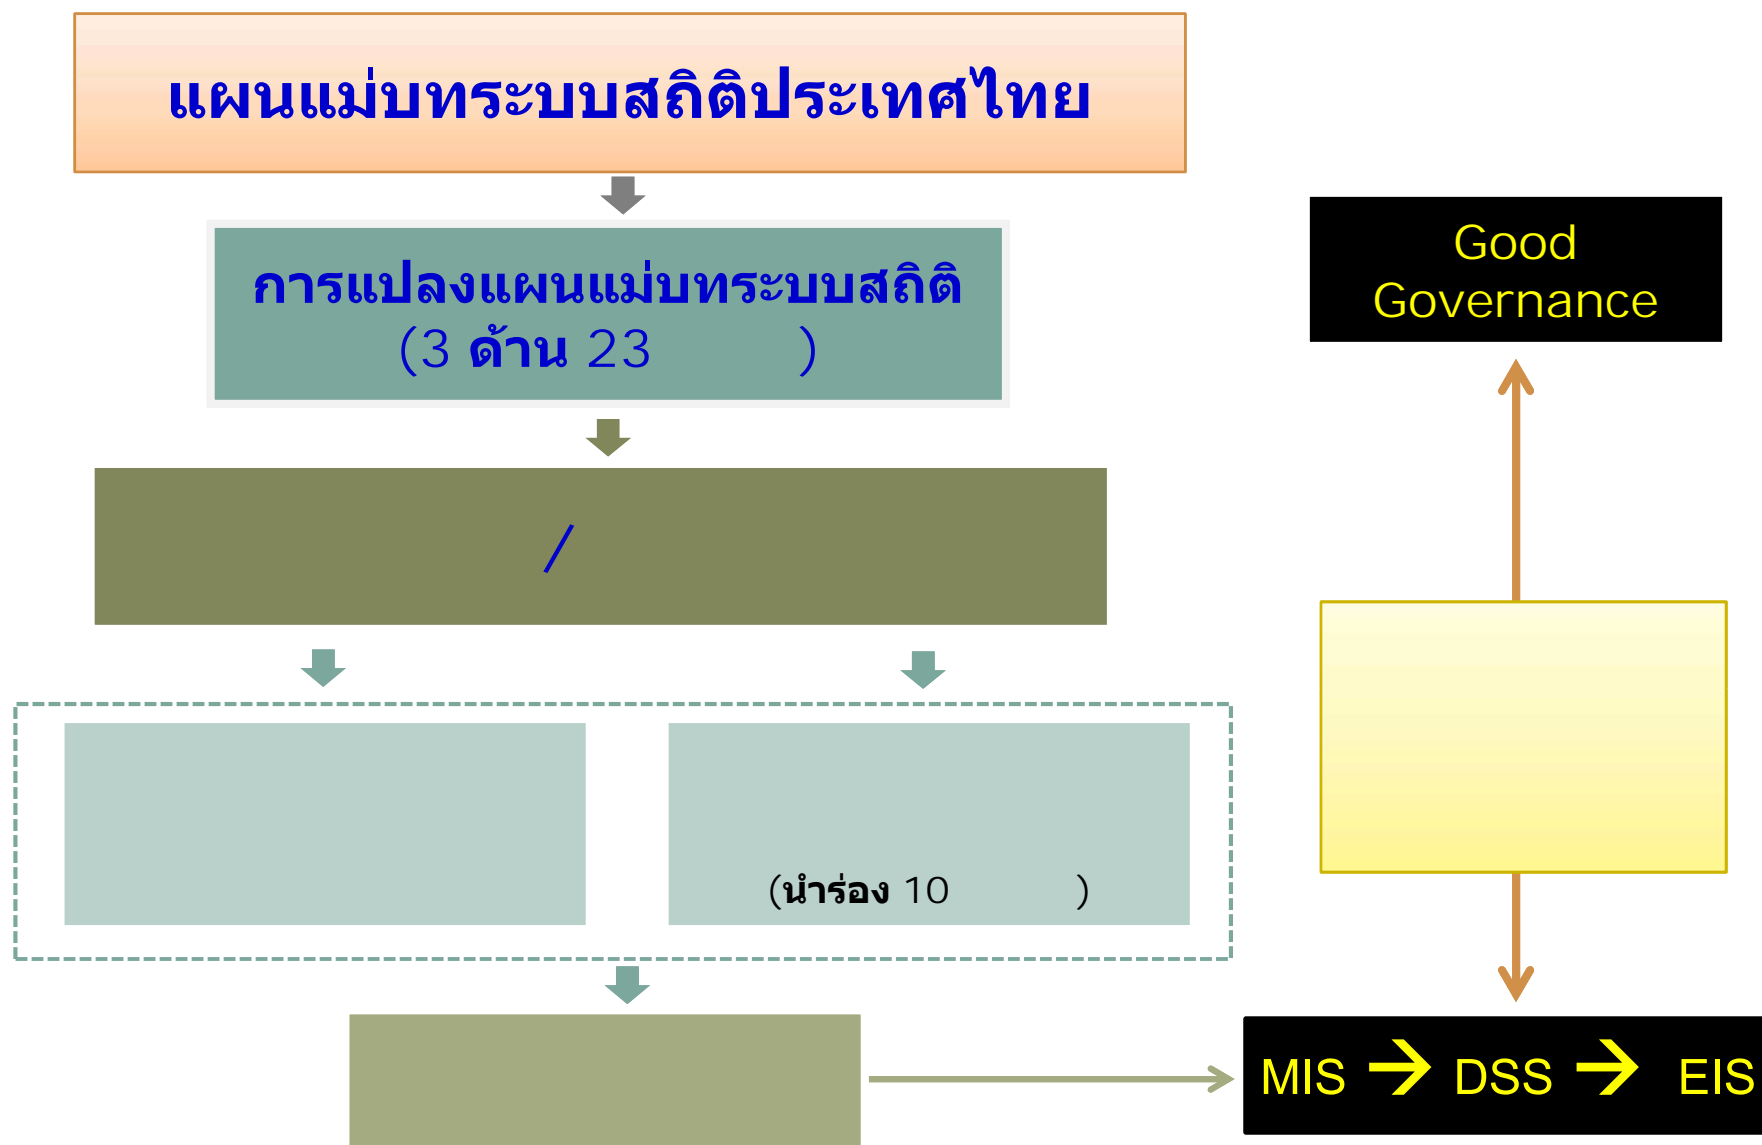 แผนแม่บทระบบสถิติประเทศไทย
การแปลงแผนแม่บทระบบสถิติ
(3 ด้าน 23 )
/
(นำร่อง 10 )
Good
Governance
MIS → DSS → EIS